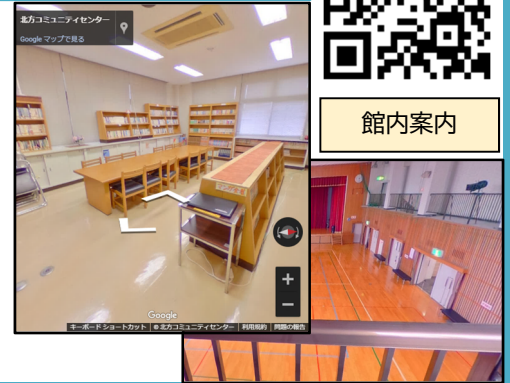 北方コミュニティセンター
Google マップで見る
館内案内
Google
キーボード ショートカット
© 北方コミュニティセンター
利用規約
問題の報告